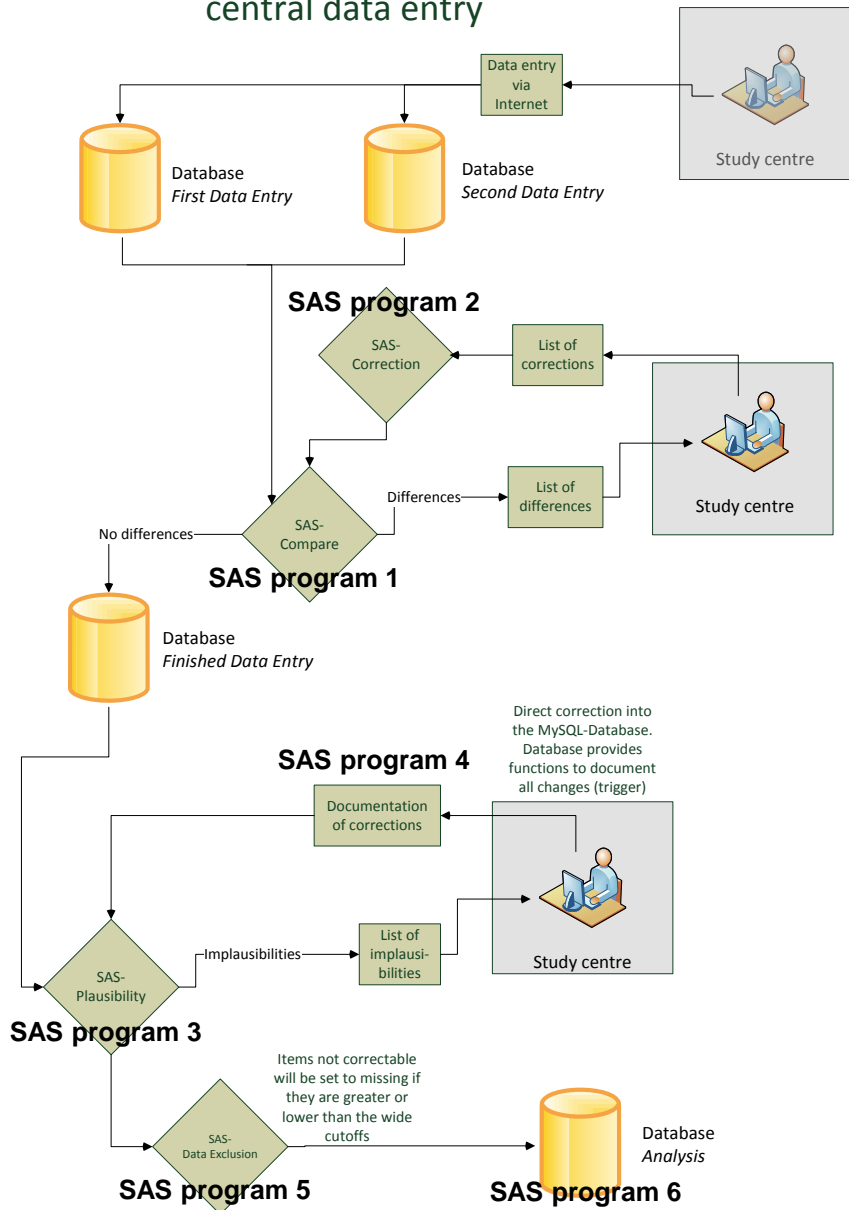 central data entry
Data entry
via
Internet
Study centre
Database
First Data Entry
Database
Second Data Entry
SAS program 2
SAS-
Correction
List of
corrections
Study centre
Differences
List of
differences
No differences
SAS-
Compare
SAS program 1
Database
Finished Data Entry
Direct correction into
the MySQL-Database.
Database provides
functions to document
all changes (trigger)
SAS program 4
Documentation
of corrections
Study centre
Implausibilities
List of
implausi-
bilities
SAS-
Plausibility
SAS program 3
Items not correctable
will be set to missing if
they are greater or
lower than the wide
cutoffs
SAS-
Data Exclusion
SAS program 5
Database
Analysis
SAS program 6